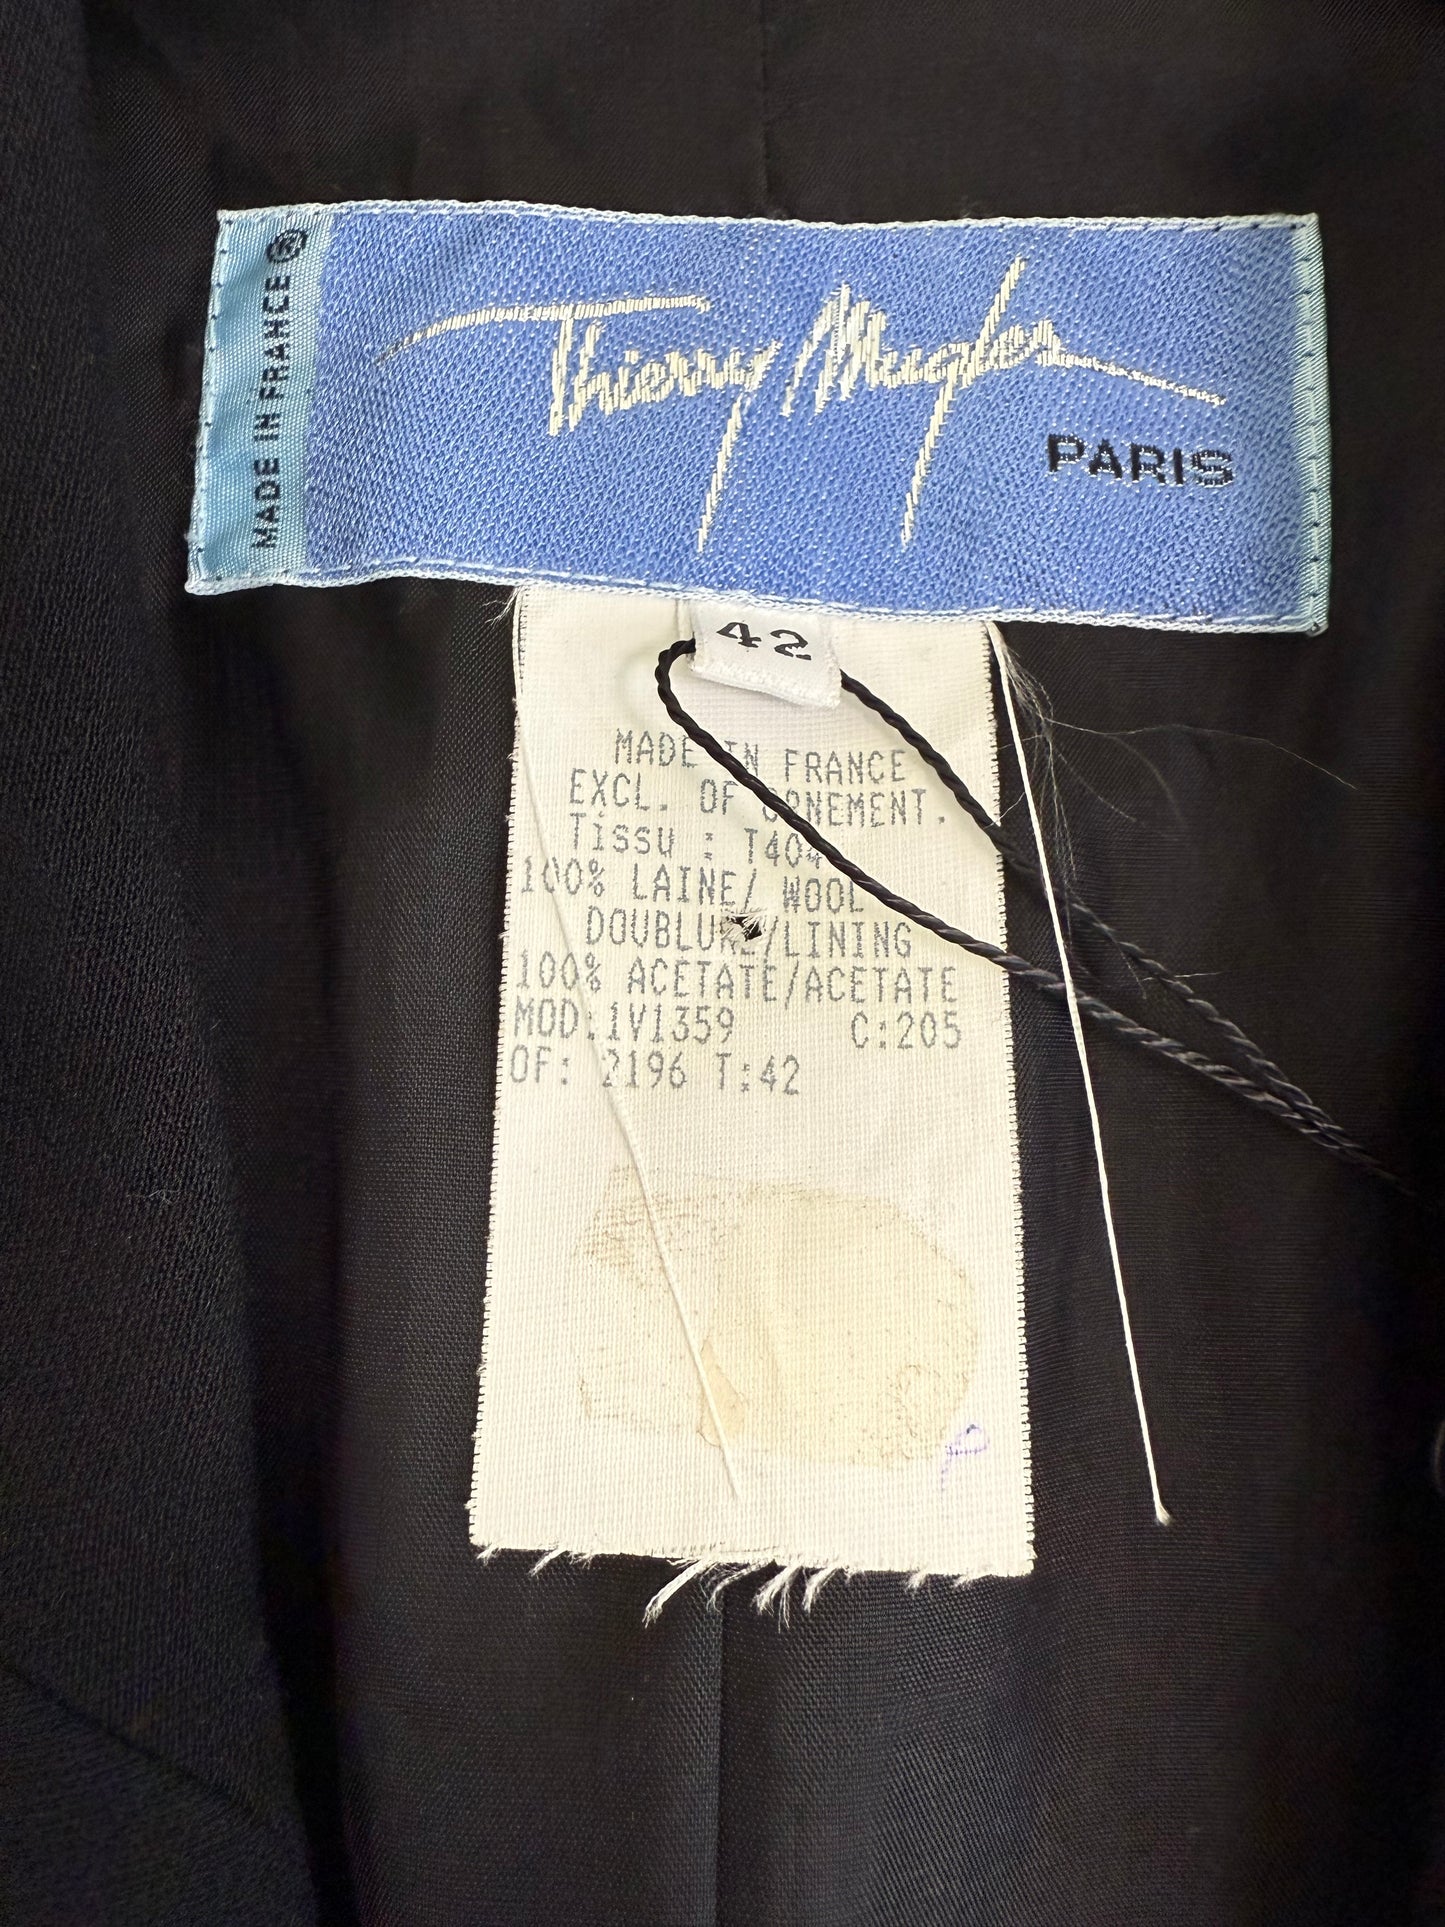 MADE IN FRANCE ®
Thierry Mugler
PARIS
42
MADE IN FRANCE
EXCL. OF ORNEMENT.
Tissu : T404
100% LAINE/ WOOL
DOUBLURE/LINING
100% ACETATE/ACETATE
MOD:1V1359 C:205
OF: 2196 T:42